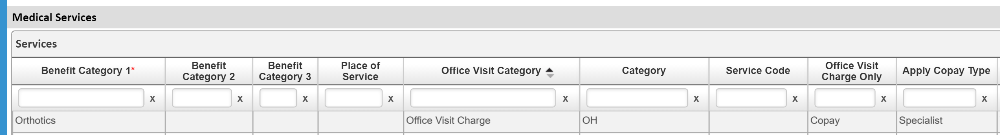 Medical Services
Services
Benefit Category 1*
Benefit
Category 2
Benefit
Category 3
Place of
Service
Office Visit Category
Category
Service Code
Office Visit
Charge Only
Apply Copay Type
x x x x x x x x x
Orthotics Office Visit Charge OH Copay Specialist